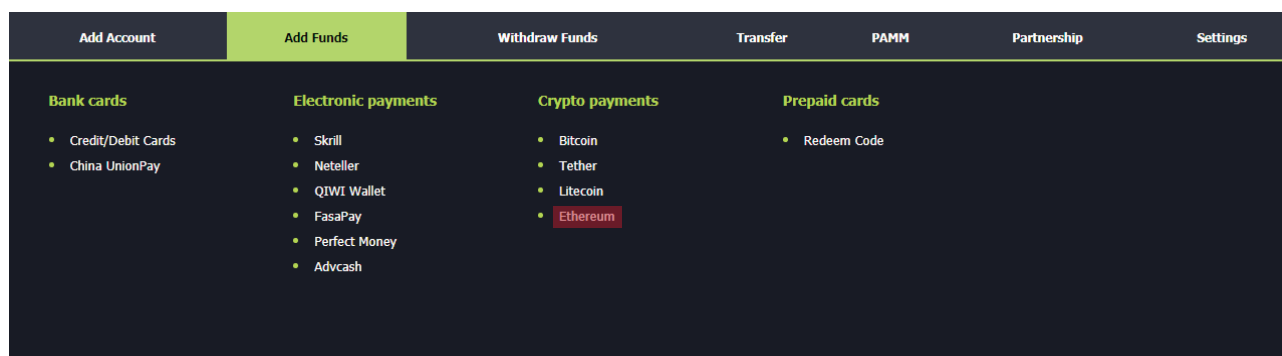 Add Account Add Funds Withdraw Funds Transfer PAMM Partnership Settings
Bank cards
Credit/Debit Cards
China UnionPay
Electronic payments
Skrill
Neteller
QIWI Wallet
FasaPay
Perfect Money
Advcash
Crypto payments
Bitcoin
Tether
Litecoin
Ethereum
Prepaid cards
Redeem Code